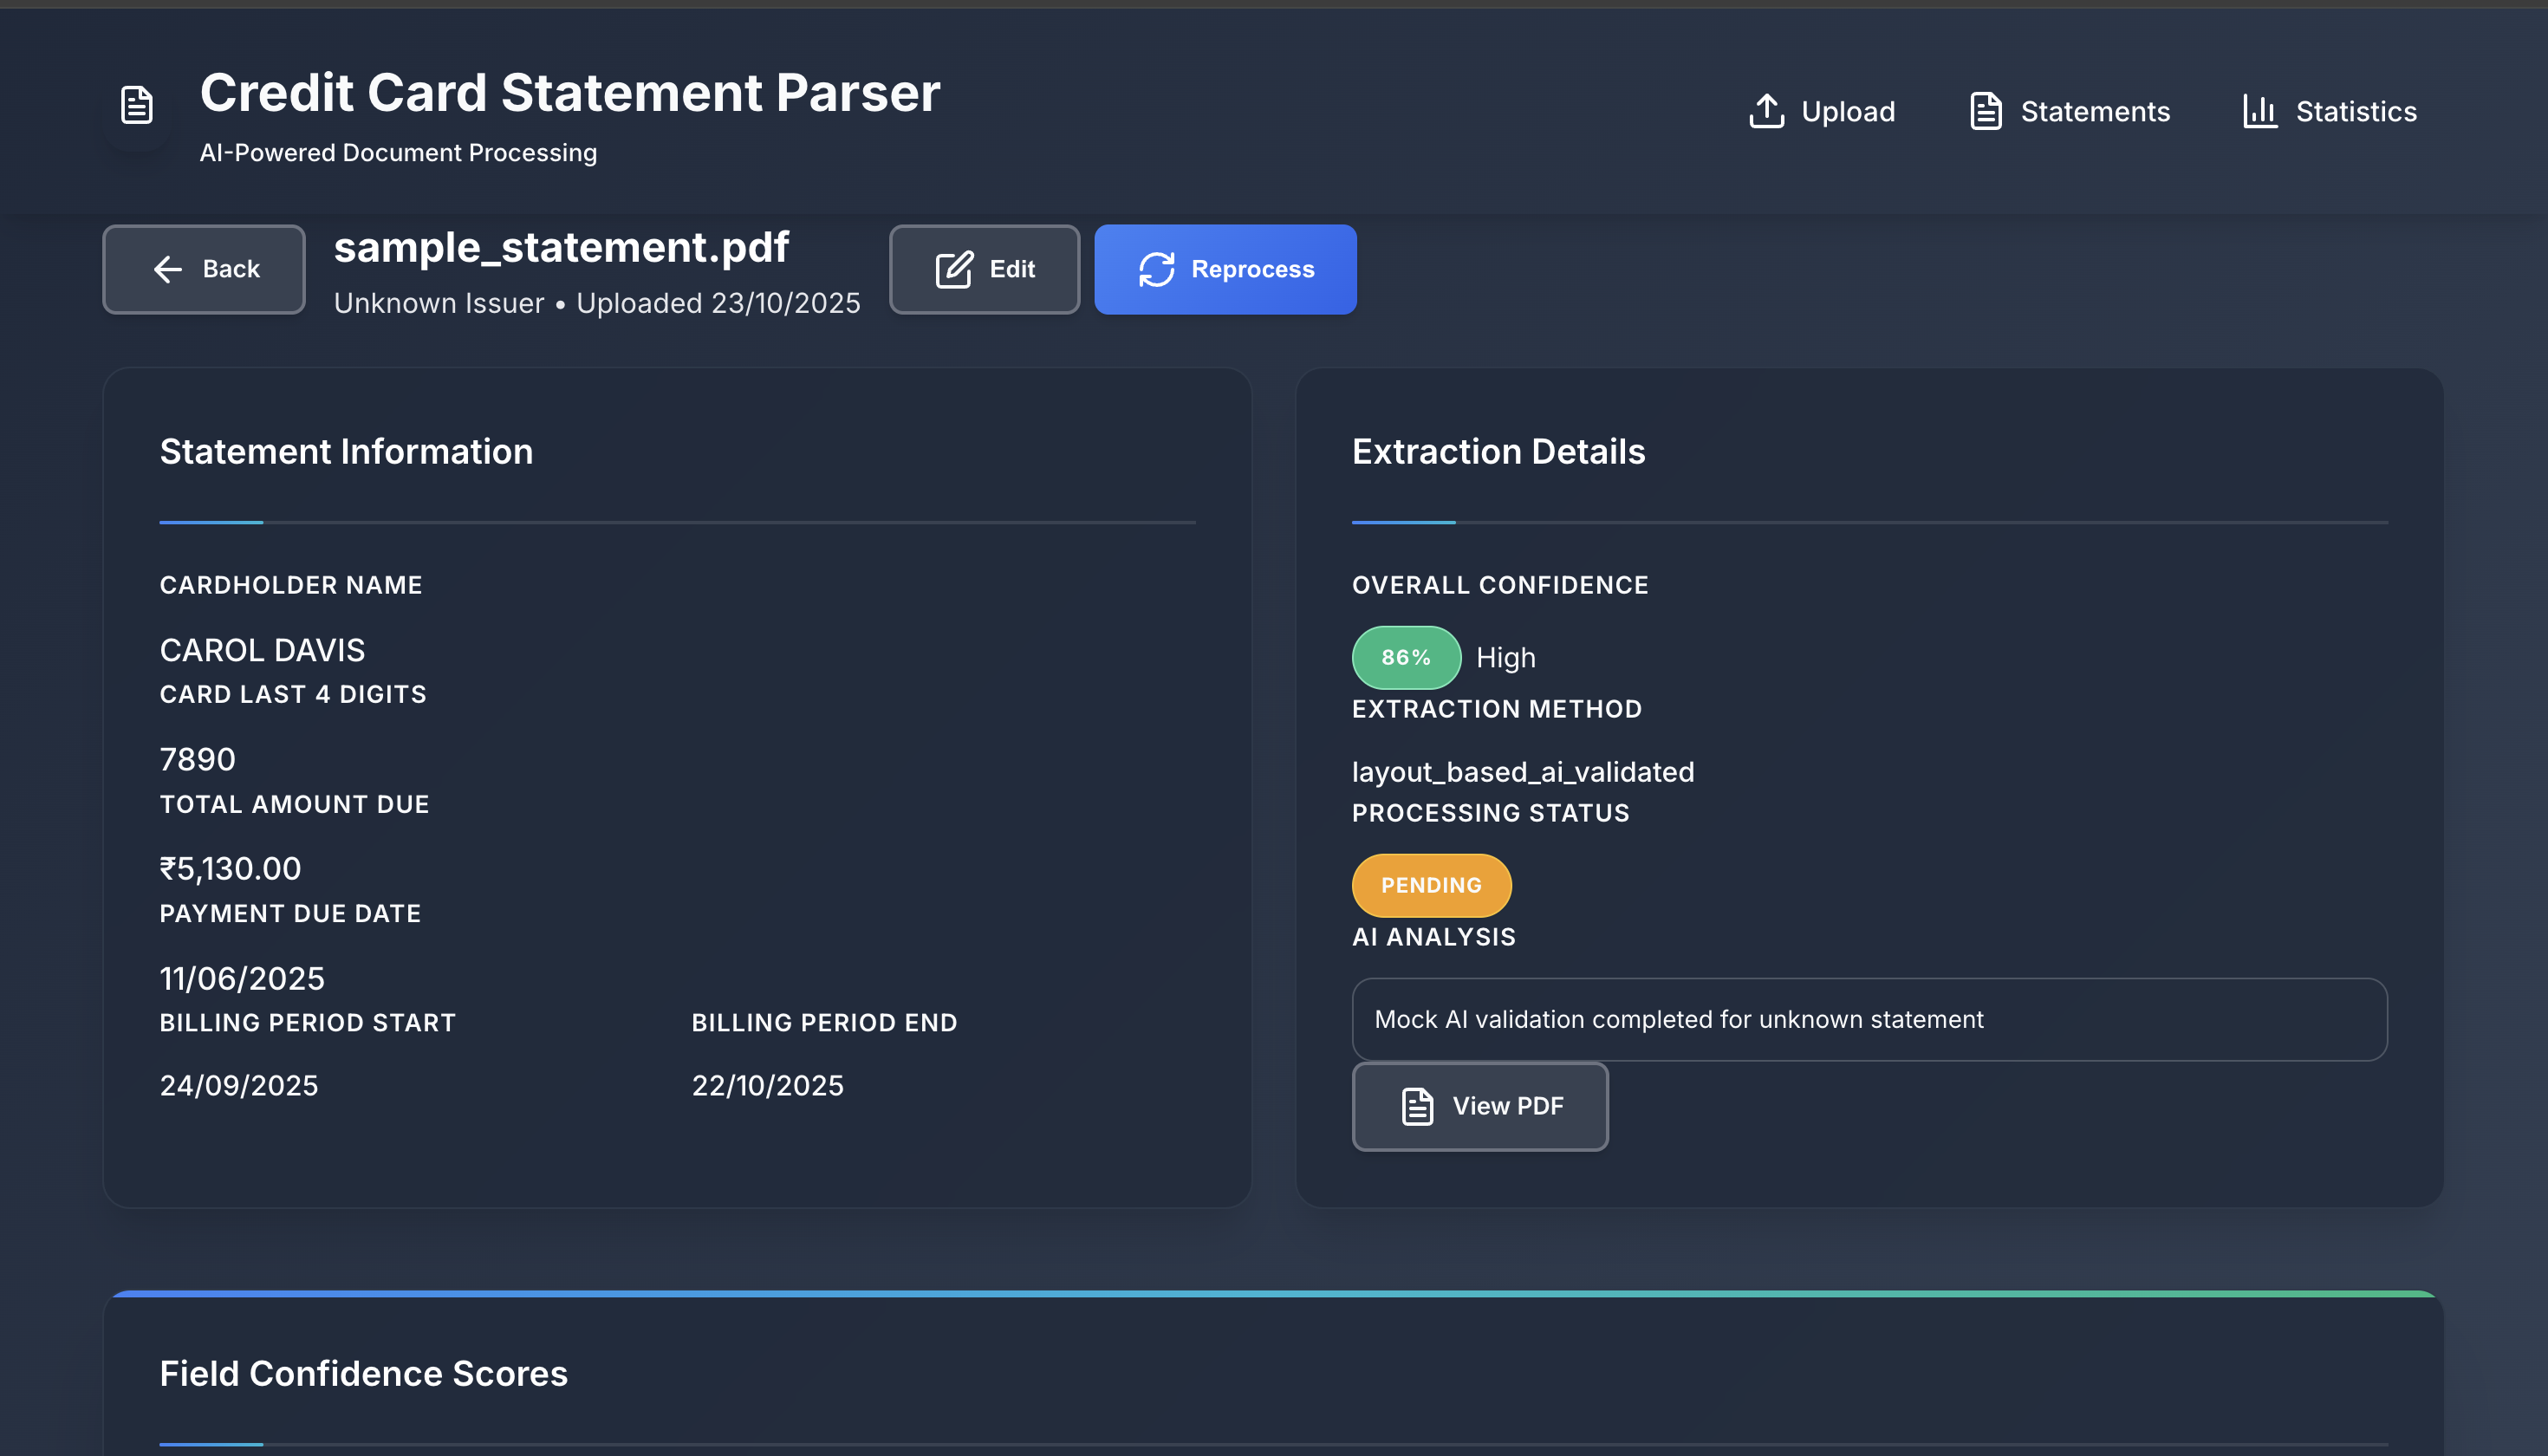 Credit Card Statement Parser
AI-Powered Document Processing
Upload
Statements
Statistics
Back
sample_statement.pdf
Unknown Issuer • Uploaded 23/10/2025
Edit
Reprocess
Statement Information
CARDHOLDER NAME
CAROL DAVIS
CARD LAST 4 DIGITS
7890
TOTAL AMOUNT DUE
₹5,130.00
PAYMENT DUE DATE
11/06/2025
BILLING PERIOD START
24/09/2025
BILLING PERIOD END
22/10/2025
Extraction Details
OVERALL CONFIDENCE
86% High
EXTRACTION METHOD
layout_based_ai_validated
PROCESSING STATUS
PENDING
AI ANALYSIS
Mock AI validation completed for unknown statement
View PDF
Field Confidence Scores